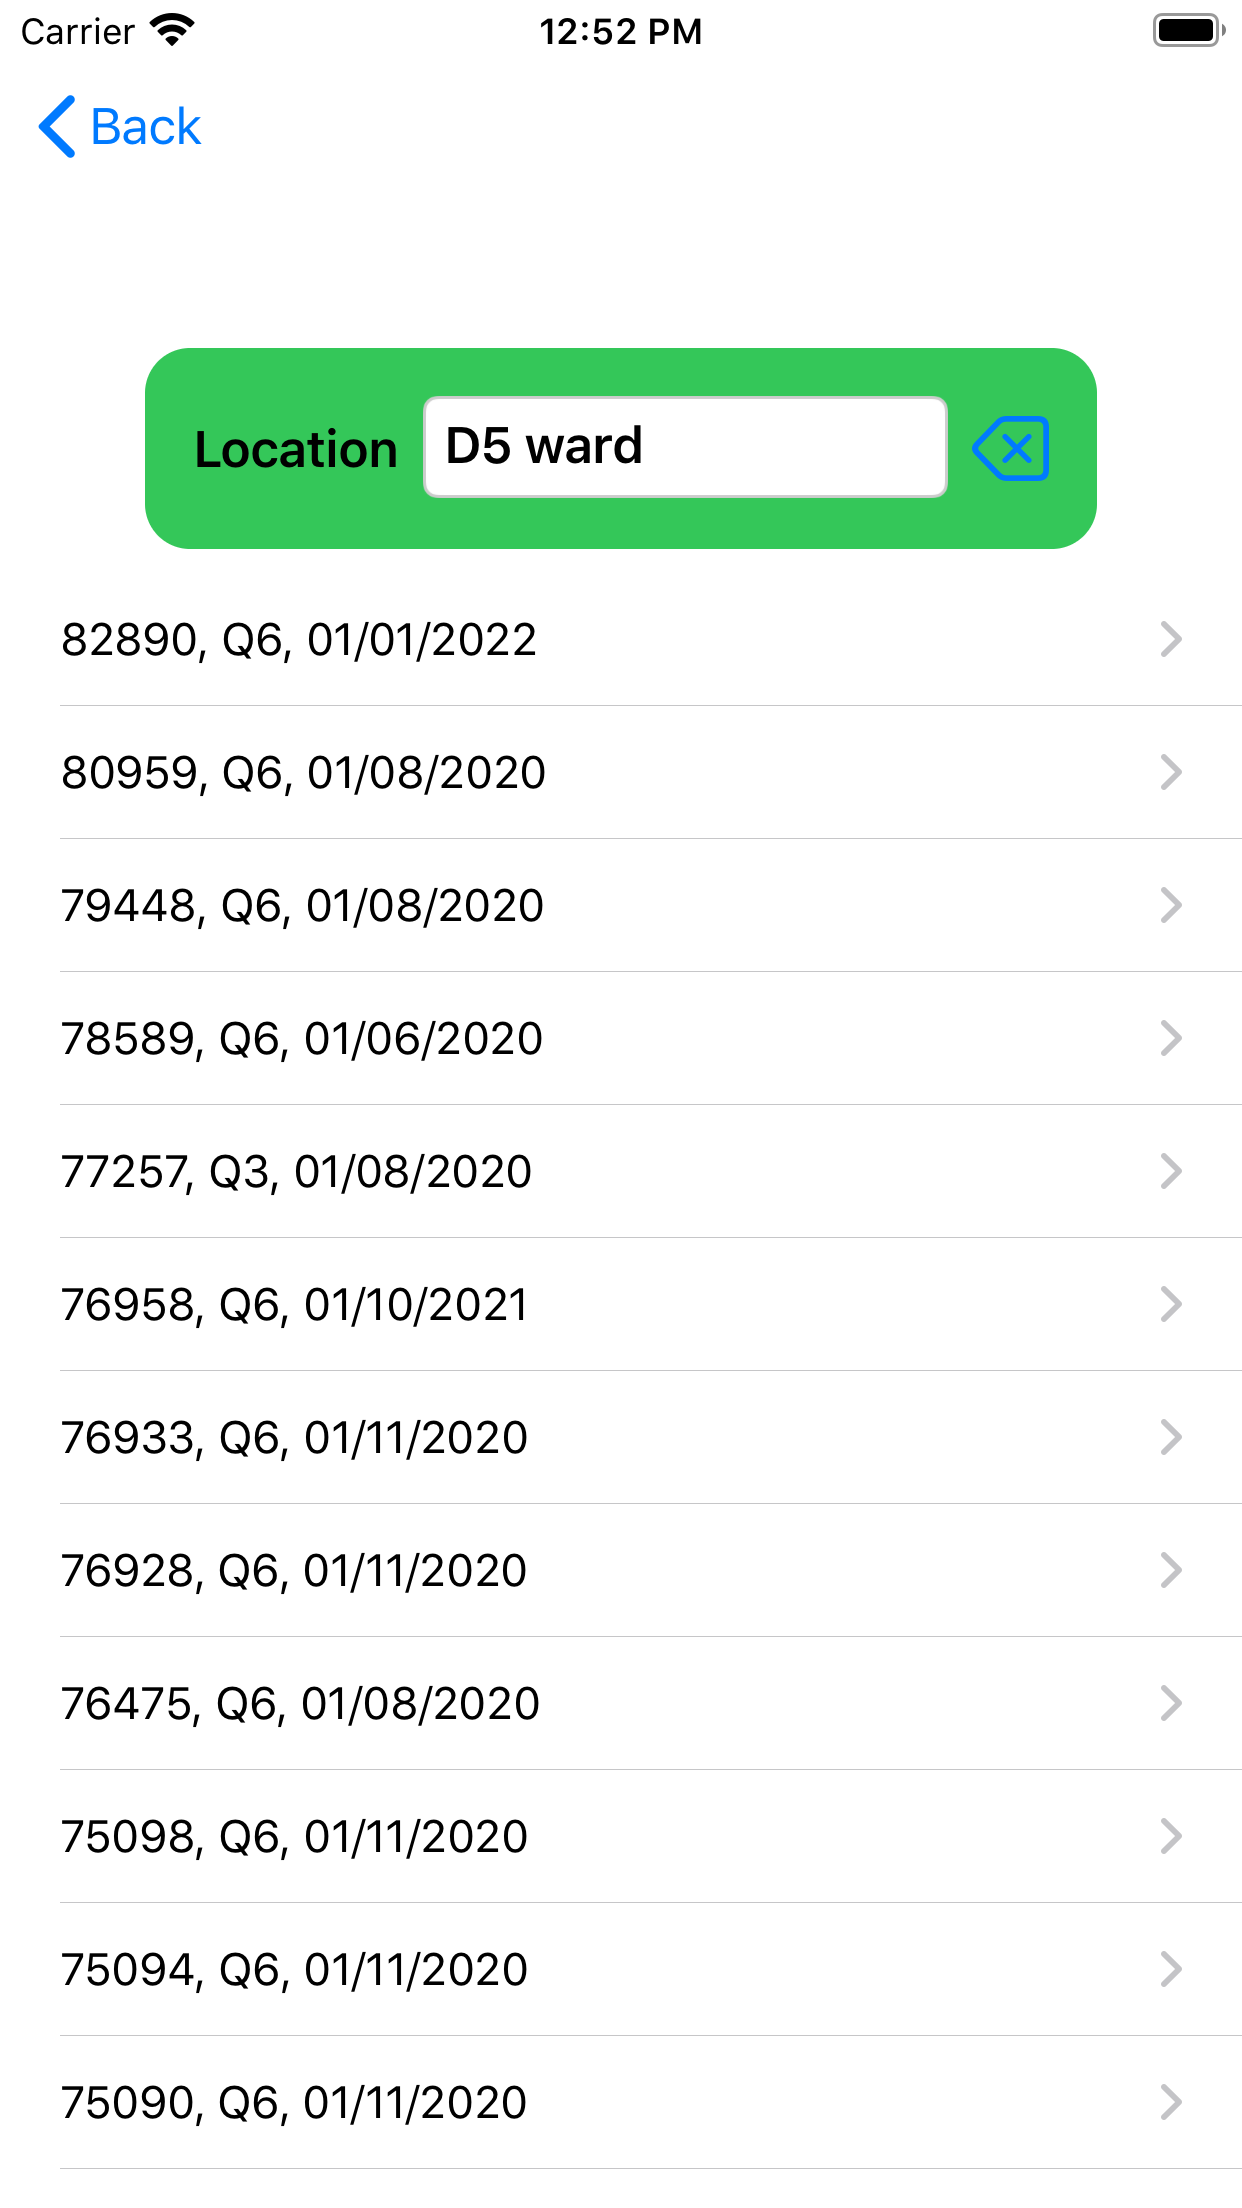 Carrier 12:52 PM
Back
Location D5 ward
82890, Q6, 01/01/2022
80959, Q6, 01/08/2020
79448, Q6, 01/08/2020
78589, Q6, 01/06/2020
77257, Q3, 01/08/2020
76958, Q6, 01/10/2021
76933, Q6, 01/11/2020
76928, Q6, 01/11/2020
76475, Q6, 01/08/2020
75098, Q6, 01/11/2020
75094, Q6, 01/11/2020
75090, Q6, 01/11/2020